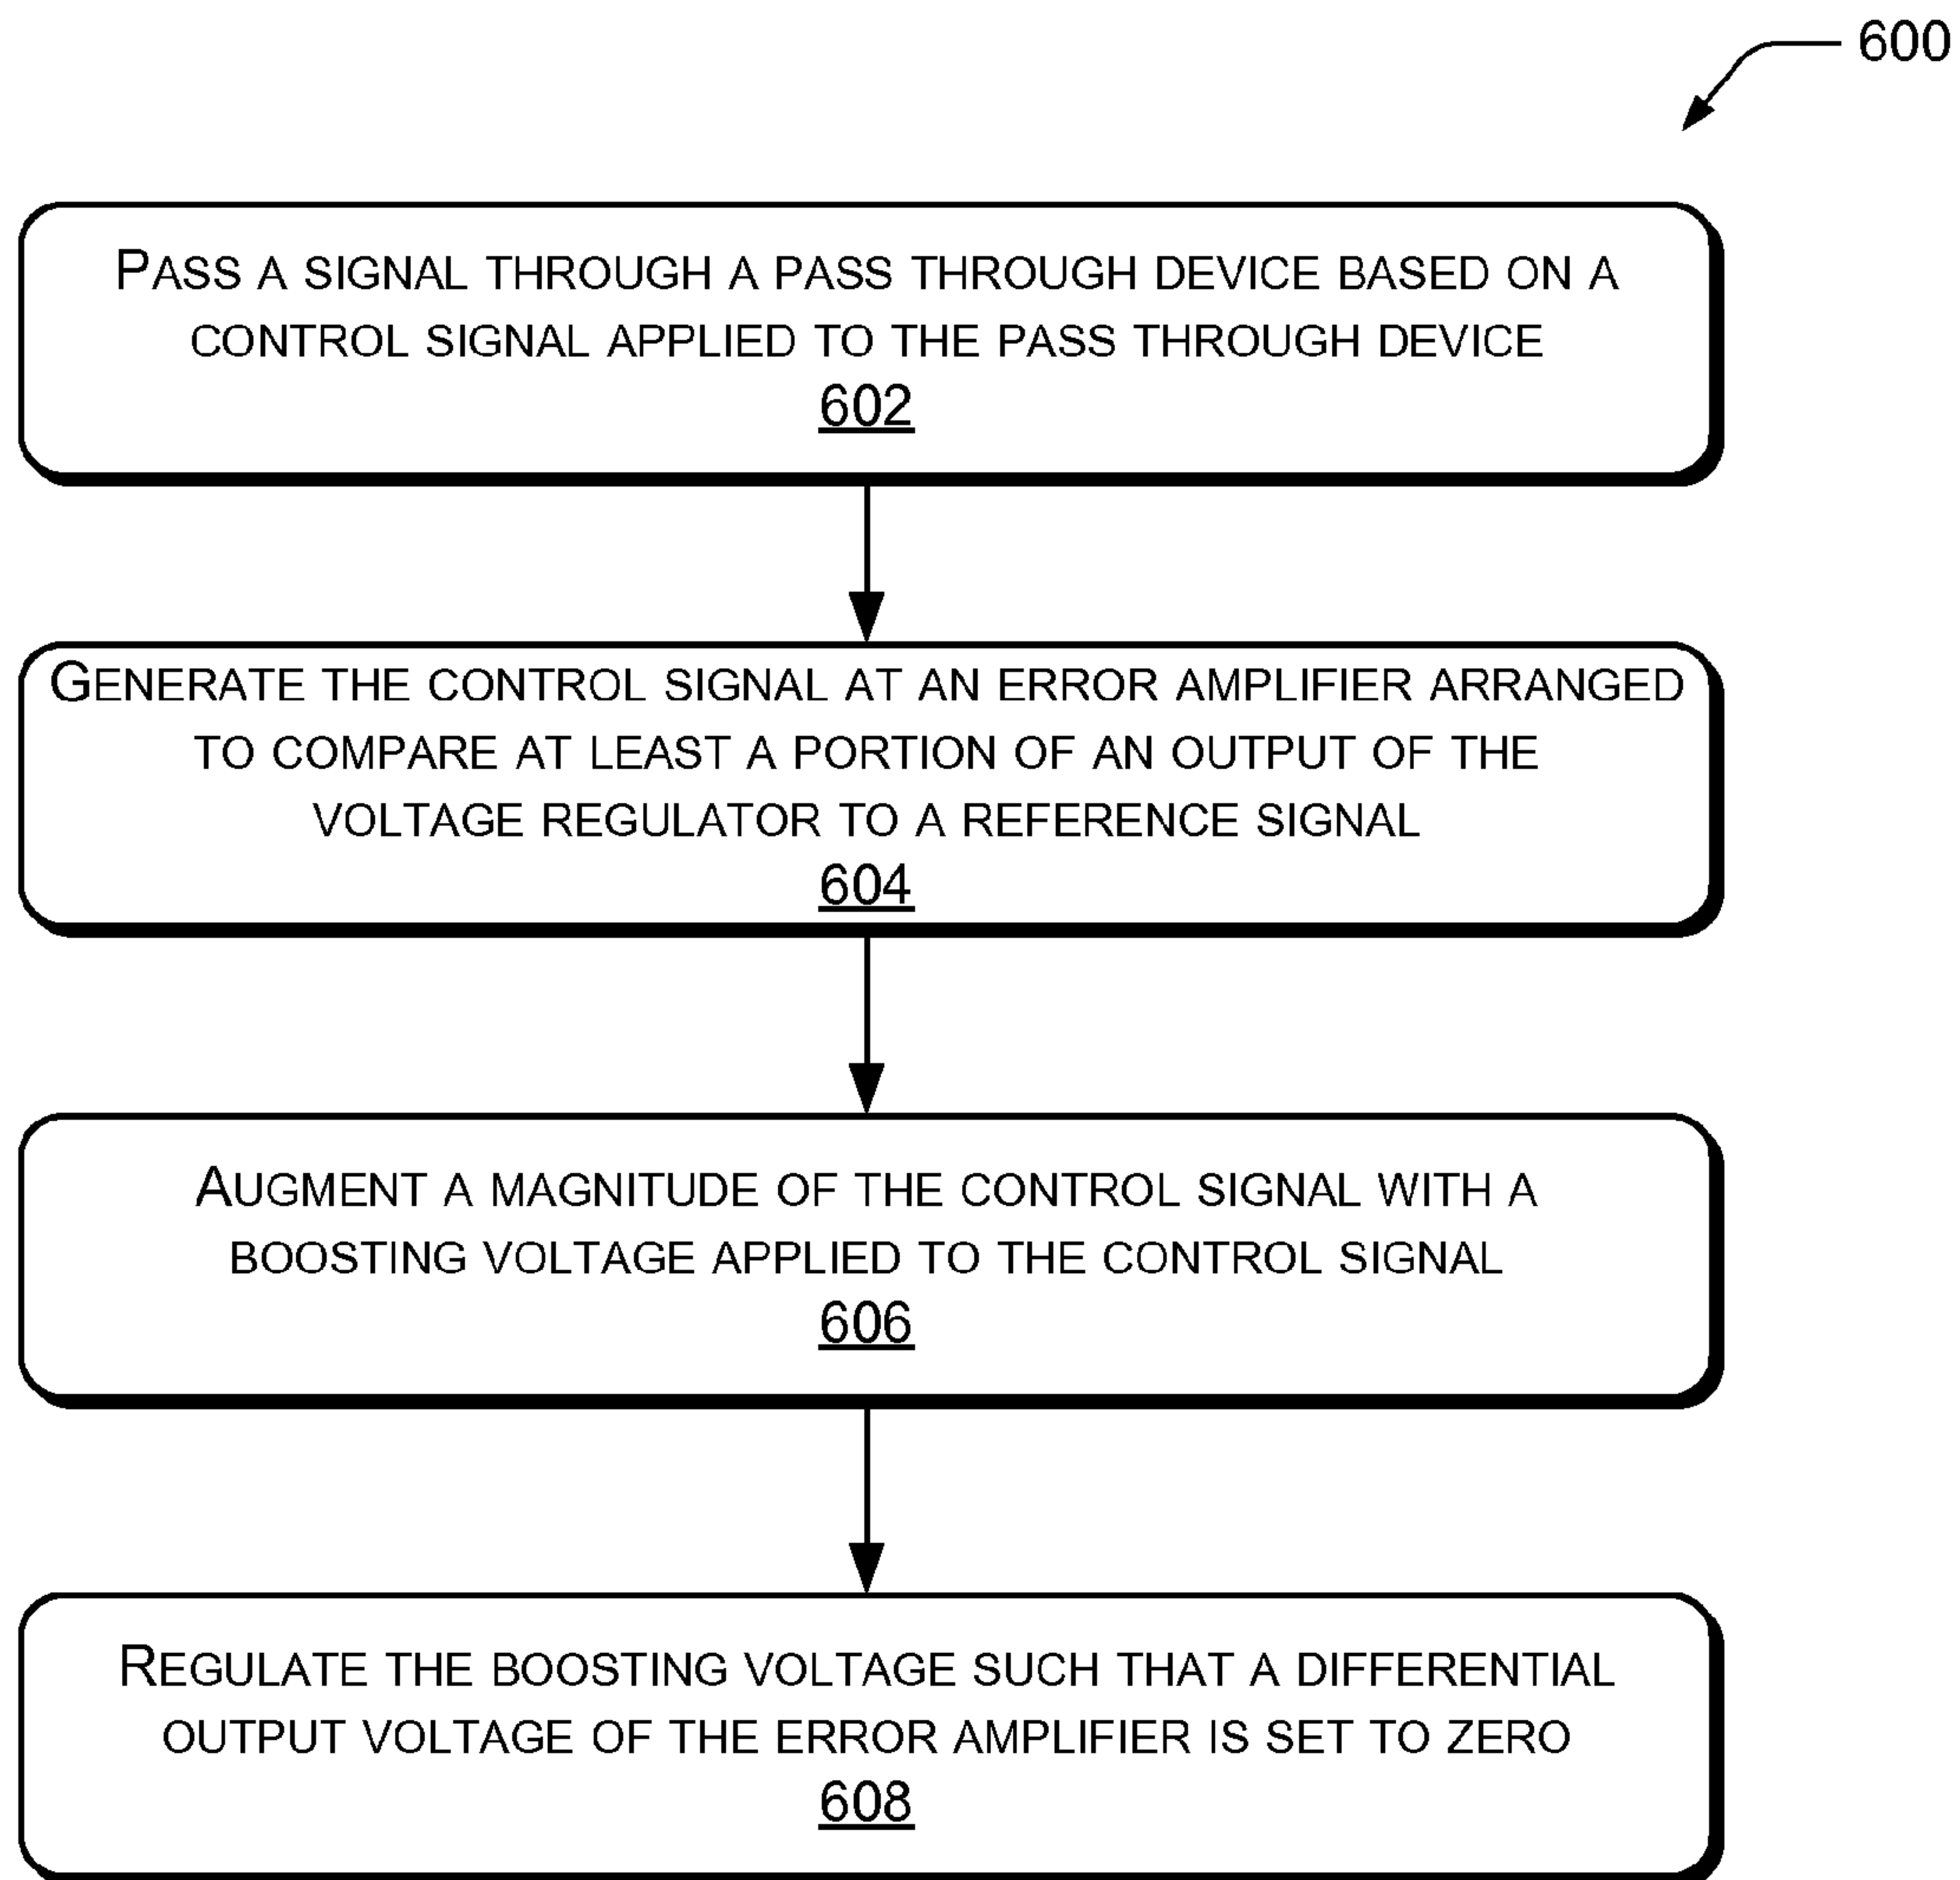 600
PASS A SIGNAL THROUGH A PASS THROUGH DEVICE BASED ON A
CONTROL SIGNAL APPLIED TO THE PASS THROUGH DEVICE
602
GENERATE THE CONTROL SIGNAL AT AN ERROR AMPLIFIER ARRANGED
TO COMPARE AT LEAST A PORTION OF AN OUTPUT OF THE
VOLTAGE REGULATOR TO A REFERENCE SIGNAL
604
AUGMENT A MAGNITUDE OF THE CONTROL SIGNAL WITH A
BOOSTING VOLTAGE APPLIED TO THE CONTROL SIGNAL
606
REGULATE THE BOOSTING VOLTAGE SUCH THAT A DIFFERENTIAL
OUTPUT VOLTAGE OF THE ERROR AMPLIFIER IS SET TO ZERO
608